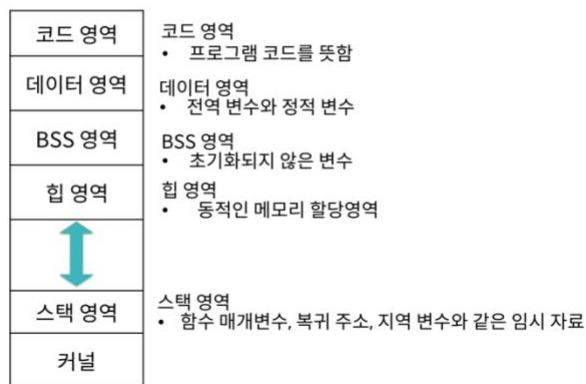 코드 영역
데이터 영역
BSS 영역
힙 영역
스택 영역
커널
코드 영역
• 프로그램 코드를 뜻함
데이터 영역
• 전역 변수와 정적 변수
BSS 영역
• 초기화되지 않은 변수
힙 영역
• 동적인 메모리 할당영역
스택 영역
• 함수 매개변수, 복귀 주소, 지역 변수와 같은 임시 자료